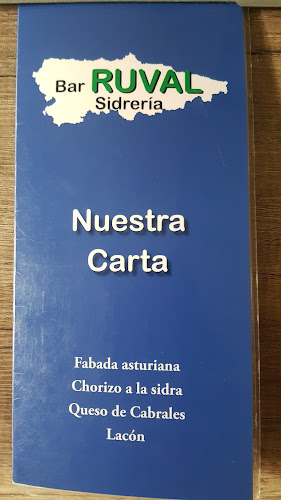 Bar RUVAL
Sidrería
Nuestra
Carta
Fabada asturiana
Chorizo a la sidra
Queso de Cabrales
Lacón